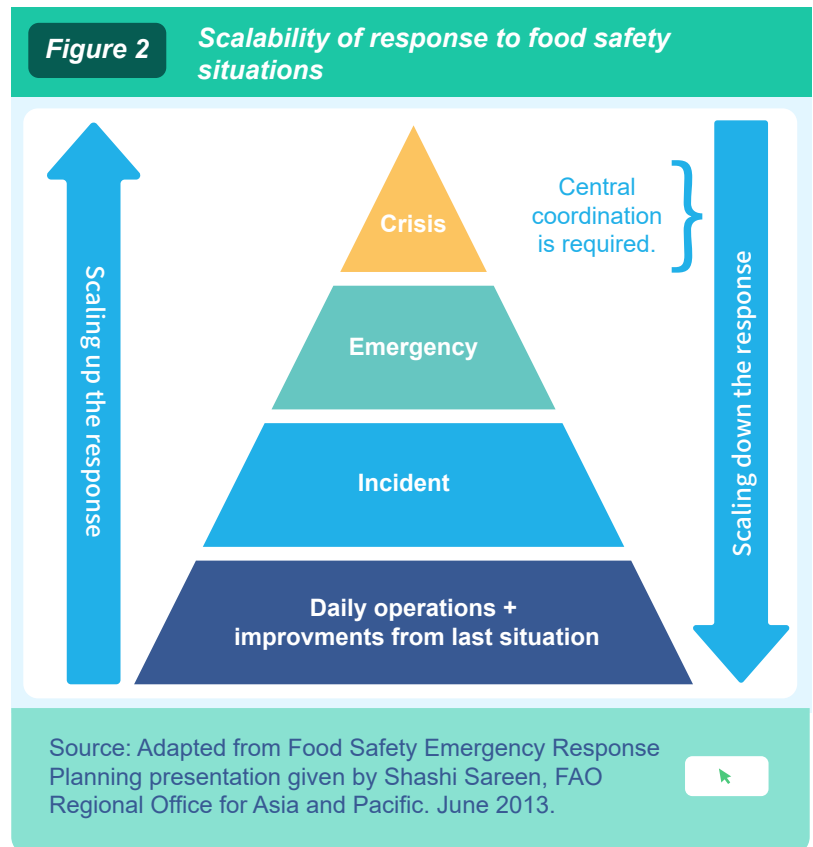 Figure 2
Scalability of response to food safety
situations
Scaling up the response
Crisis
Central
coordination
is required.
Emergency
Incident
Daily operations +
improvments from last situation
Scaling down the response
Source: Adapted from Food Safety Emergency Response
Planning presentation given by Shashi Sareen, FAO
Regional Office for Asia and Pacific. June 2013.